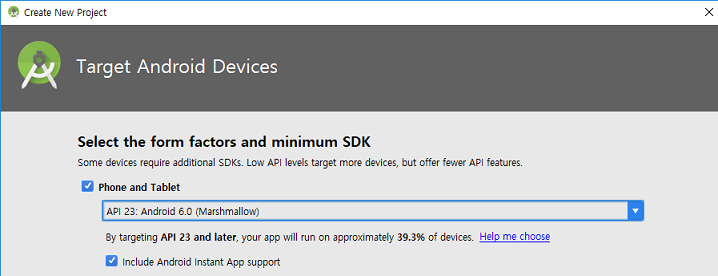 Create New Project
Target Android Devices
Select the form factors and minimum SDK
Some devices require additional SDKs. Low API levels target more devices, but offer fewer API features.
Phone and Tablet
API 23: Android 6.0 (Marshmallow)
By targeting API 23 and later, your app will run on approximately 39.3% of devices. Help me choose
Include Android Instant App support